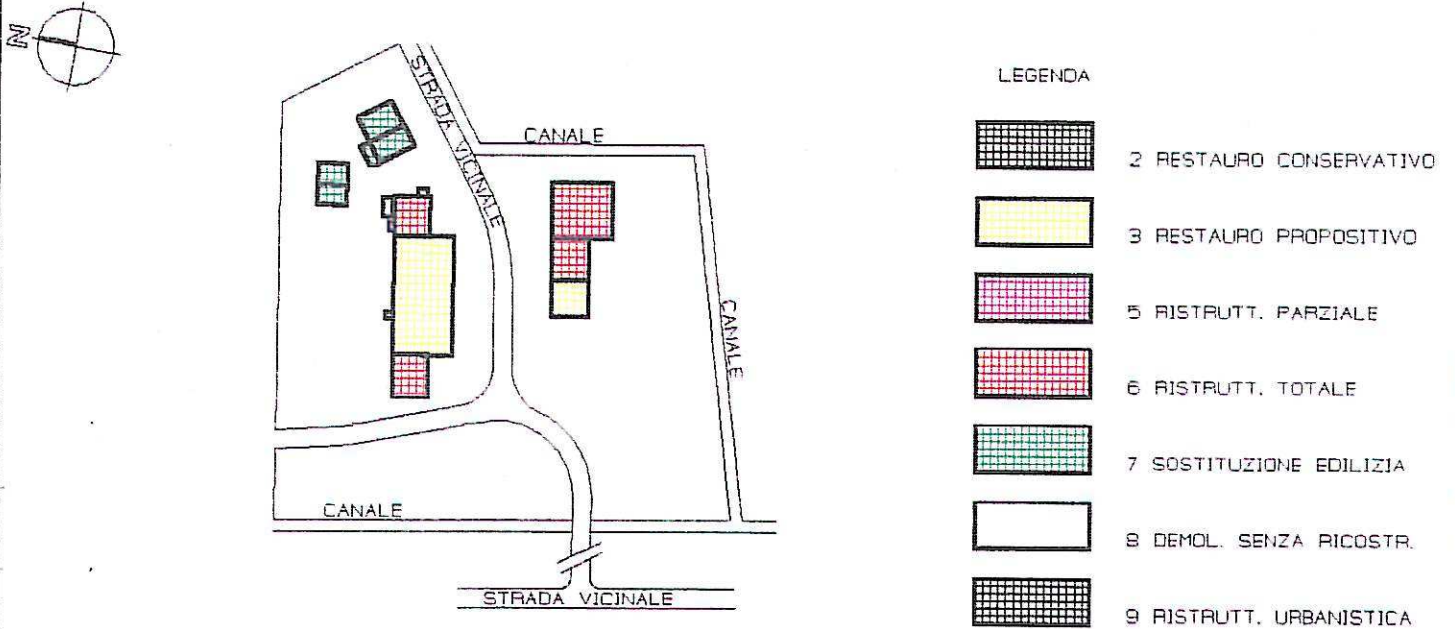 N
STRADA VICINALE
CANALE
CANALE
CANALE
STRADA VICINALE
LEGENDA
2 RESTAURO CONSERVATIVO
3 RESTAURO PROPOSITIVO
5 RISTRUTT. PARZIALE
6 RISTRUTT. TOTALE
7 SOSTITUZIONE EDILIZIA
8 DEMOL. SENZA RICOSTR.
9 RISTRUTT. URBANISTICA